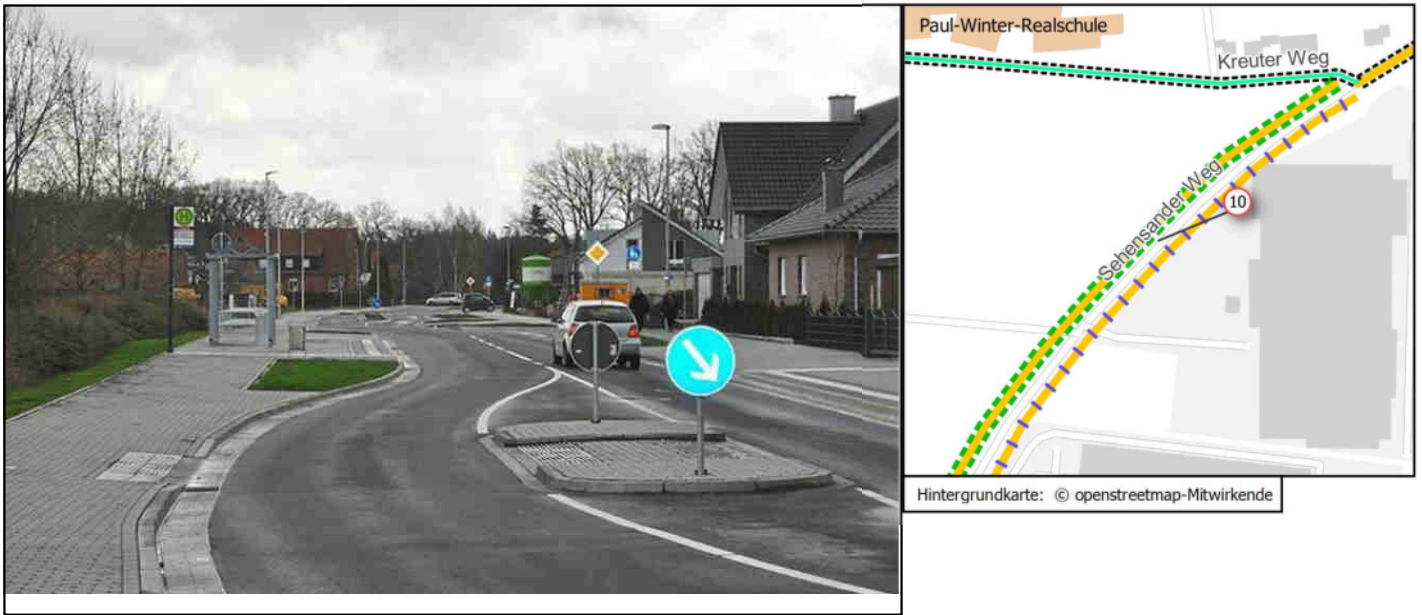 H
Paul-Winter-Realschule
Kreuter Weg
Sehensander Weg
10
Hintergrundkarte: © openstreetmap-Mitwirkende